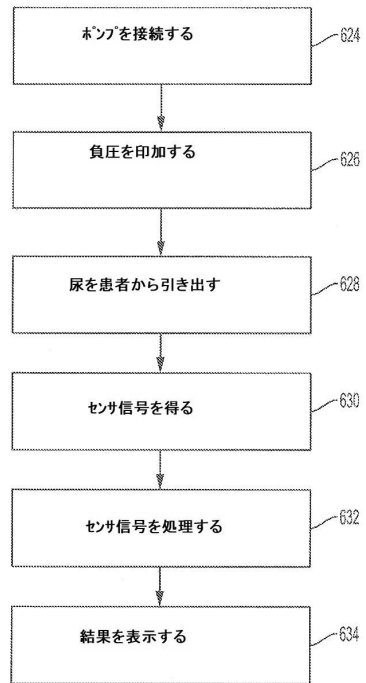 ﾎﾟﾝﾌﾟを接続する
624
負圧を印加する
626
尿を患者から引き出す
628
ｾﾝｻ信号を得る
630
ｾﾝｻ信号を処理する
632
結果を表示する
634